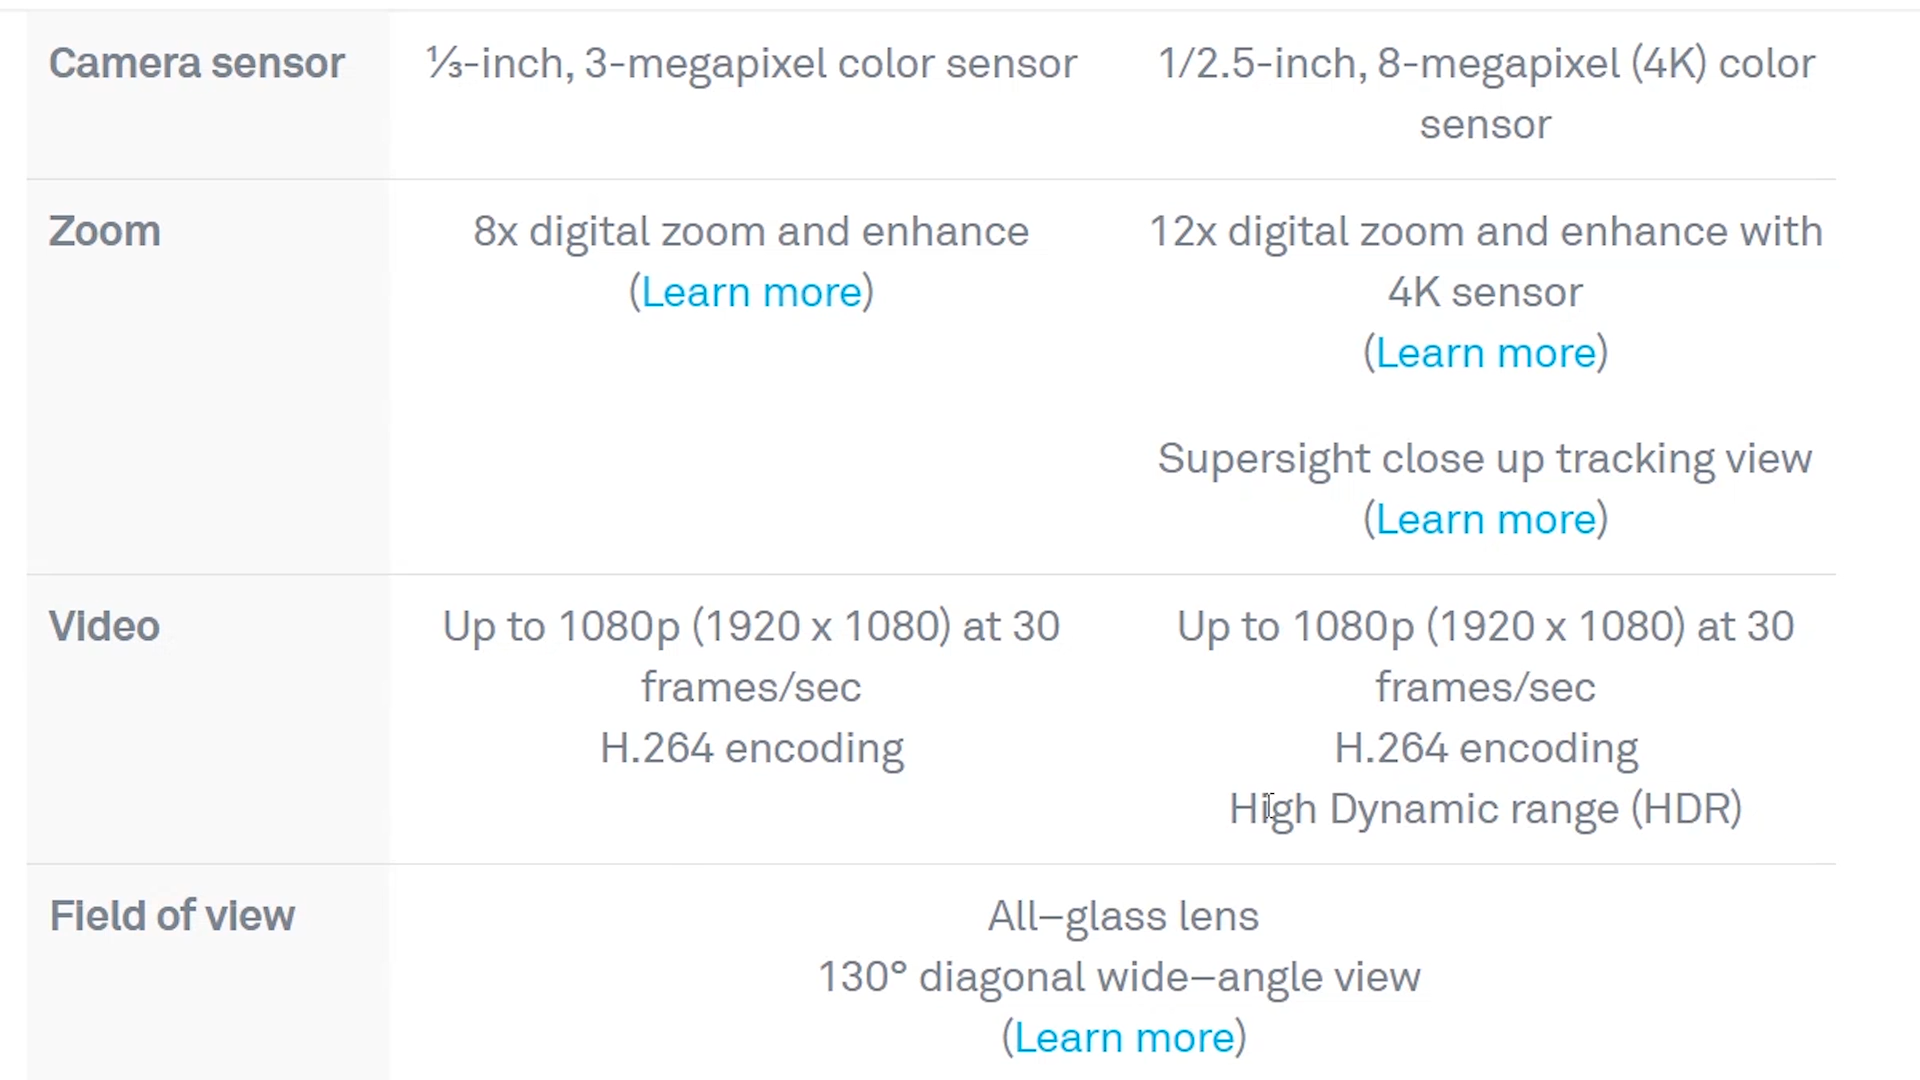 Camera sensor
⅓-inch, 3-megapixel color sensor
1/2.5-inch, 8-megapixel (4K) color
sensor
Zoom
8x digital zoom and enhance
(Learn more)
12x digital zoom and enhance with
4K sensor
(Learn more)
Supersight close up tracking view
(Learn more)
Video
Up to 1080p (1920 x 1080) at 30
frames/sec
H.264 encoding
Up to 1080p (1920 x 1080) at 30
frames/sec
H.264 encoding
High Dynamic range (HDR)
Field of view
All–glass lens
130° diagonal wide–angle view
(Learn more)